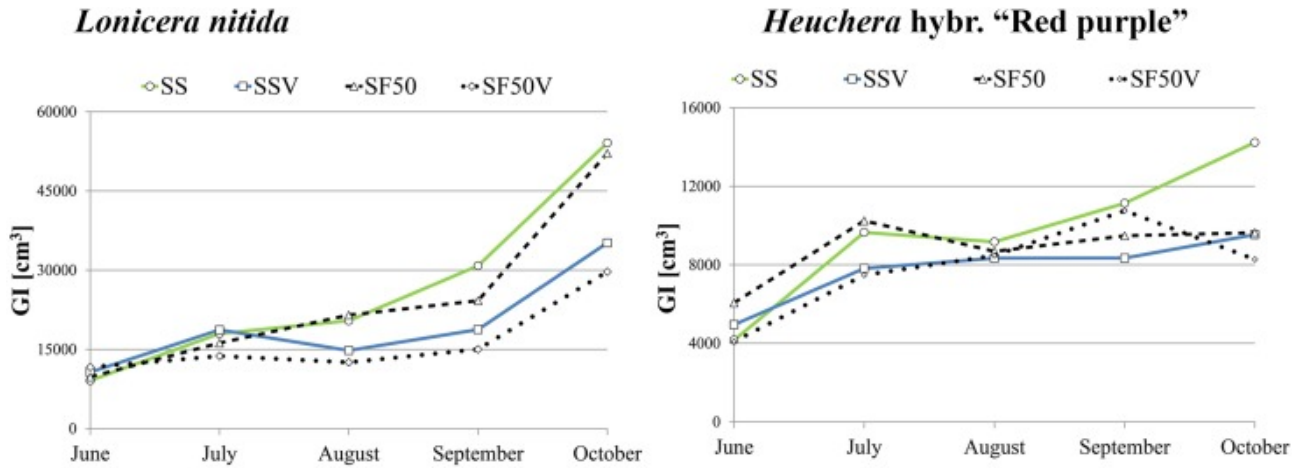 Lonicera nitida
SS SSV SF50 SF50V
60000
45000
30000
15000
0
GI [cm³]
June July August September October
Heuchera hybr. “Red purple”
SS SSV SF50 SF50V
16000
12000
8000
4000
0
GI [cm³]
June July August September October